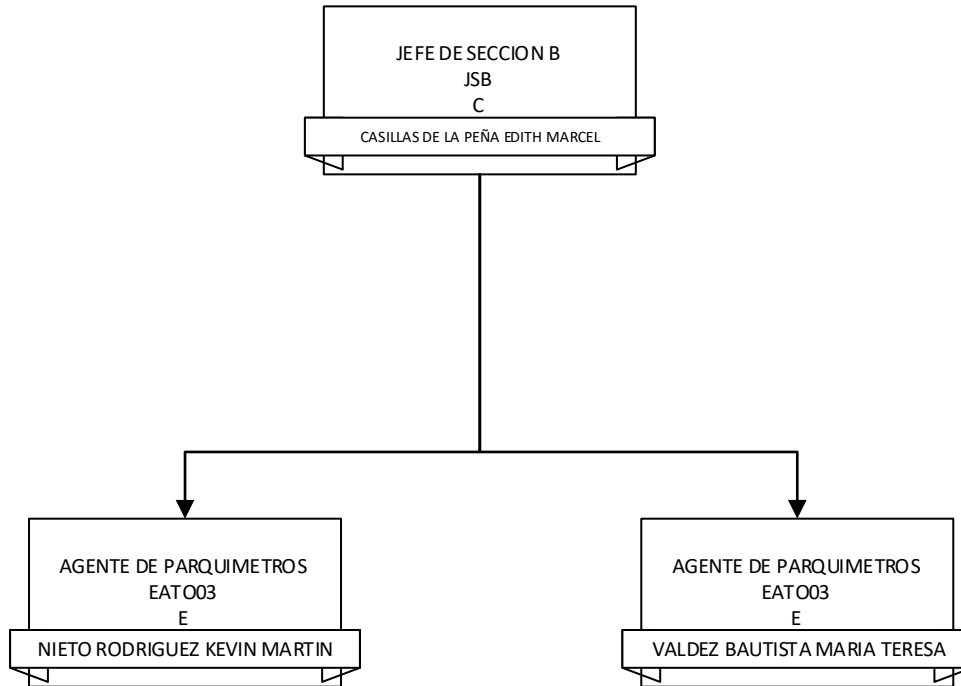 JEFE DE SECCION B
JSB
C
CASILLAS DE LA PEÑA EDITH MARCEL
AGENTE DE PARQUIMETROS
EATO03
E
NIETO RODRIGUEZ KEVIN MARTIN
AGENTE DE PARQUIMETROS
EATO03
E
VALDEZ BAUTISTA MARIA TERESA